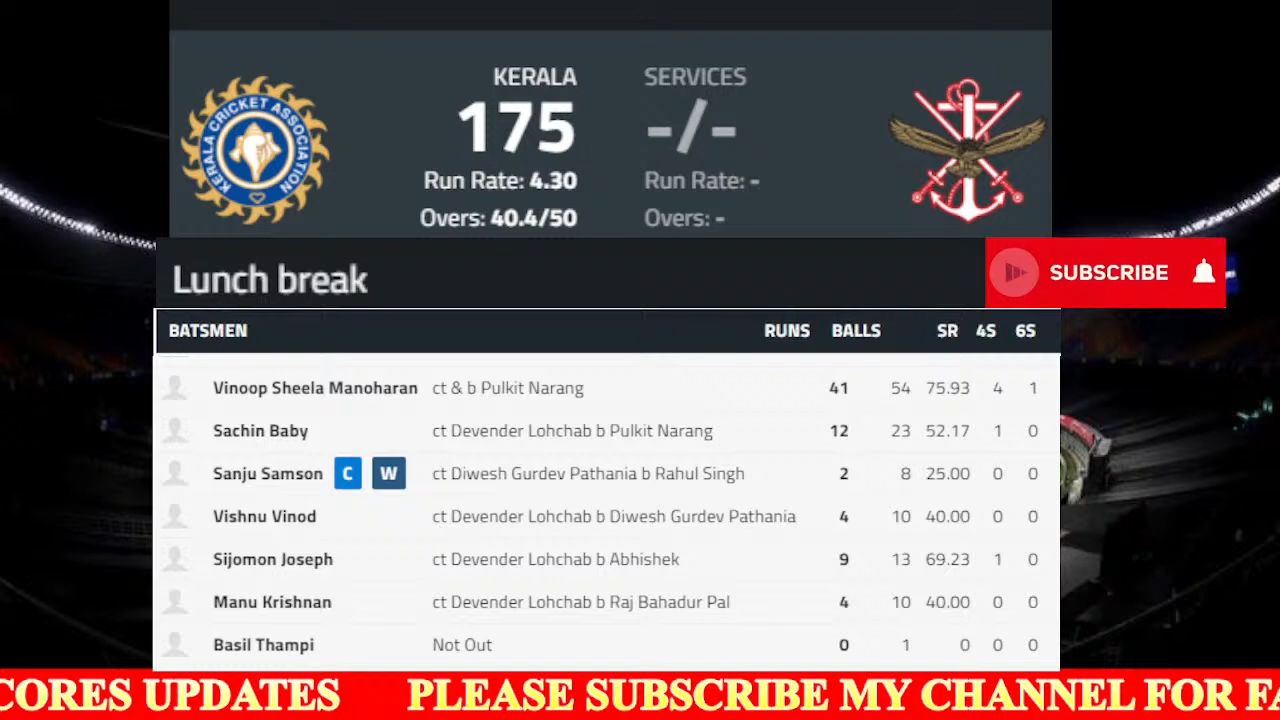 KERALA CRICKET ASSOCIATION
KERALA
175
Run Rate: 4.30
Overs: 40.4/50
SERVICES
-/-
Run Rate: -
Overs: -
Lunch break
SUBSCRIBE
BATSMEN RUNS BALLS SR 4S 6S
Vinoop Sheela Manoharan ct & b Pulkit Narang 41 54 75.93 4 1
Sachin Baby ct Devender Lohchab b Pulkit Narang 12 23 52.17 1 0
Sanju Samson C W ct Diwesh Gurdev Pathania b Rahul Singh 2 8 25.00 0 0
Vishnu Vinod ct Devender Lohchab b Diwesh Gurdev Pathania 4 10 40.00 0 0
Sijomon Joseph ct Devender Lohchab b Abhishek 9 13 69.23 1 0
Manu Krishnan ct Devender Lohchab b Raj Bahadur Pal 4 10 40.00 0 0
Basil Thampi Not Out 0 1 0 0 0
CORES UPDATES PLEASE SUBSCRIBE MY CHANNEL FOR FA